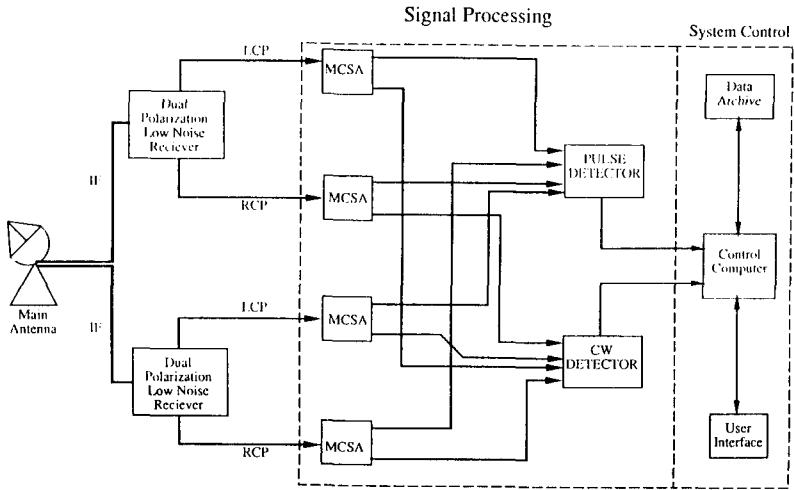 Signal Processing
System Control
LCP
MCSA
Dual
Polarization
Low Noise
Reciever
Data
Archive
IF
RCP
MCSA
PULSE
DETECTOR
Control
Computer
Main
Antenna
IF
LCP
MCSA
Dual
Polarization
Low Noise
Reciever
CW
DETECTOR
RCP
MCSA
User
Interface